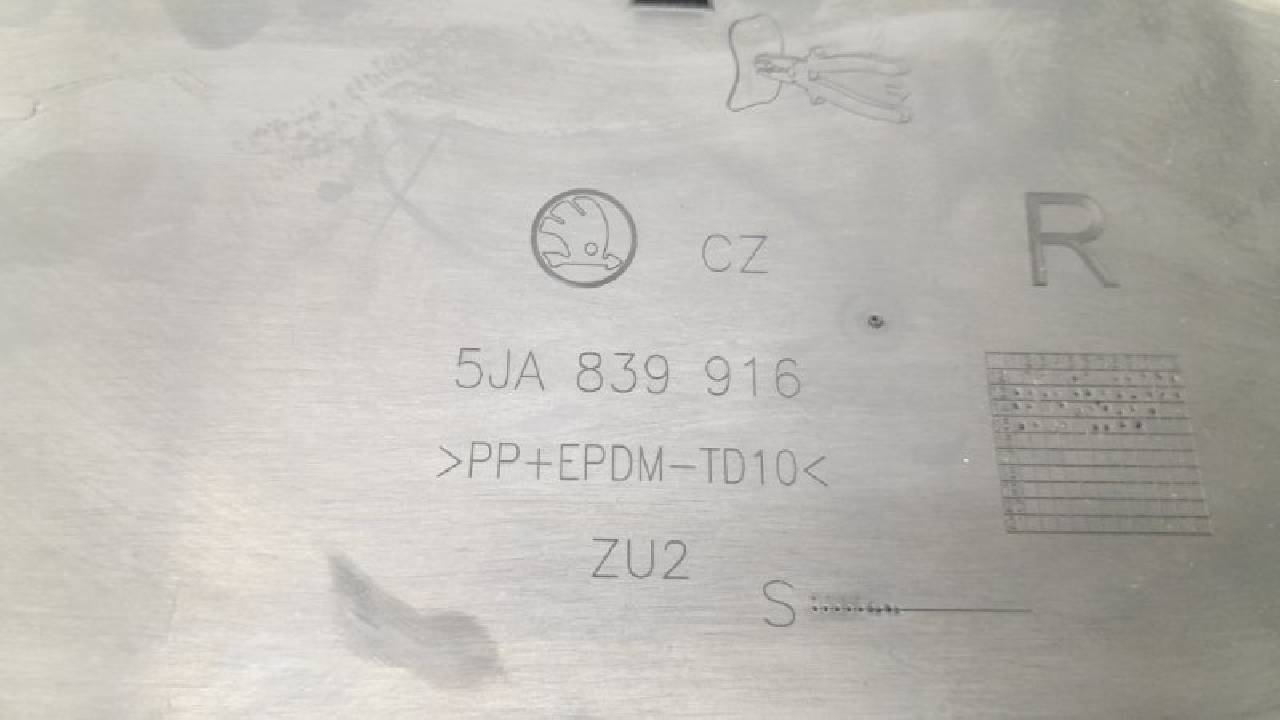 CZ
R
5JA 839 916
>PP+EPDM-TD10<
ZU2
S